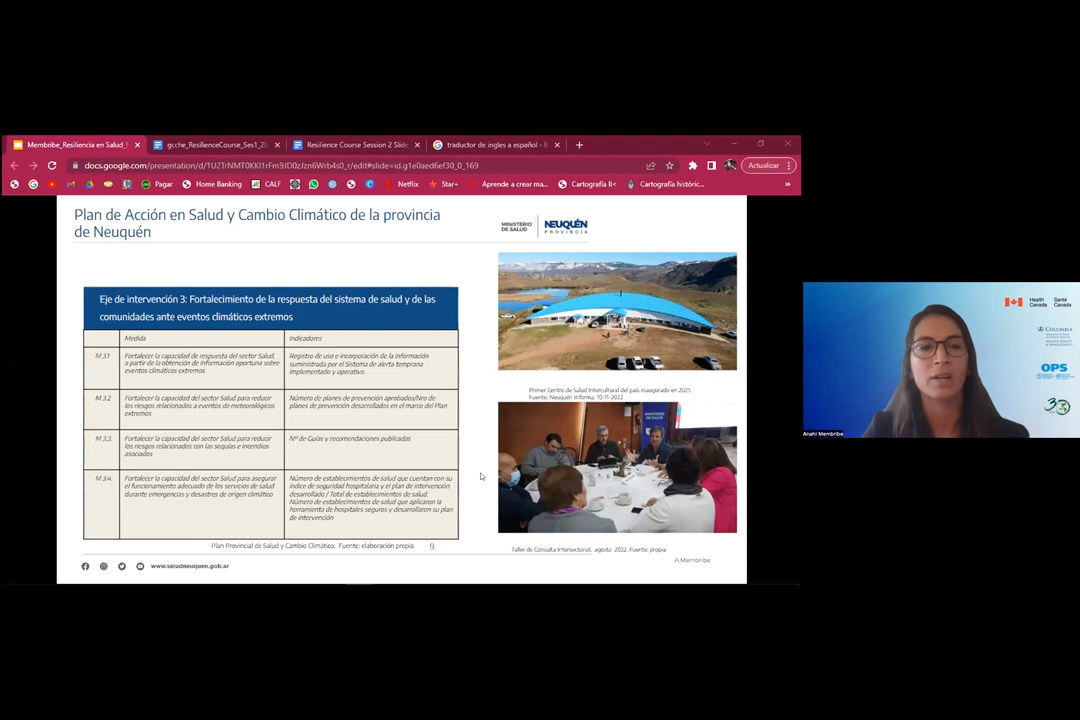 Membribe_Resiliencia en Salud_
gcche_ResilienceCourse_Ses1_2
Resilience Course Session 2 Slid
traductor de ingles a español -
docs.google.com/presentation/d/1U2TrNMT0KKI1rFm9JD0zJzn6Wrb4s0_r/edit#slide=id.g1e0aed6ef30_0_169
Actualizar
Pagar
Home Banking
CALF
Netflix
Star+
Aprende a crear ma...
Cartografía II<
Cartografía históric...
»
Plan de Acción en Salud y Cambio Climático de la provincia
de Neuquén
MINISTERIO
DE SALUD
NEUQUÉN
PROVINCIA
Eje de intervención 3: Fortalecimiento de la respuesta del sistema de salud y de las
comunidades ante eventos climáticos extremos
Medida
Indicadores
M 3.1
Fortalecer la capacidad de respuesta del sector Salud,
a partir de la obtención de información oportuna sobre
eventos climáticos extremos
Registro de uso e incorporación de la información
suministrada por el Sistema de alerta temprana
implementado y operativo.
M.3.2
Fortalecer la capacidad del sector Salud para reducir
los riesgos relacionados a eventos de meteorológicos
extremos
Número de planes de prevención aprobados/Nro de
planes de prevención desarrollados en el marco del Plan
M.3.3.
Fortalecer la capacidad del sector Salud para reducir
los riesgos relacionados con las sequías e incendios
asociados
Nº de Guías y recomendaciones publicadas
M .3.4.
Fortalecer la capacidad del sector Salud para asegurar
el funcionamiento adecuado de los servicios de salud
durante emergencias y desastres de origen climático
Número de establecimientos de salud que cuentan con su
índice de seguridad hospitalaria y el plan de intervención
desarrollado / Total de establecimientos de salud.
Número de establecimientos de salud que aplicaron la
herramienta de hospitales seguros y desarrollaron su plan
de intervención
Plan Provincial de Salud y Cambio Climático. Fuente: elaboración propia.
9
www.saludneuquen.gob.ar
Primer Centro de Salud Intercultural del país inaugurado en 2021.
Fuente: Neuquén Informa, 10-11-2022
MINISTERIO
DE SALUD
Taller de Consulta Intersectorial, agosto 2022. Fuente: propia
A.Membribe
Health
Canada
Santé
Canada
COLUMBIA
OPS
30
Anahi Membribe